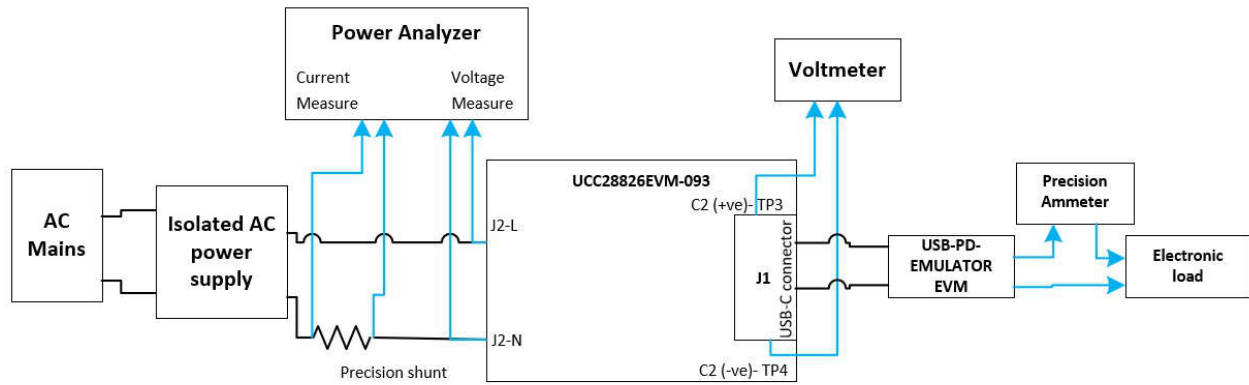 Power Analyzer
Current
Measure
Voltage
Measure
Voltmeter
AC
Mains
Isolated AC
power
supply
UCC28826EVM-093
J2-L
J2-N
Precision shunt
C2 (+ve)- TP3
J1
USB-C connector
C2 (-ve)- TP4
USB-PD-
EMULATOR
EVM
Precision
Ammeter
Electronic
load